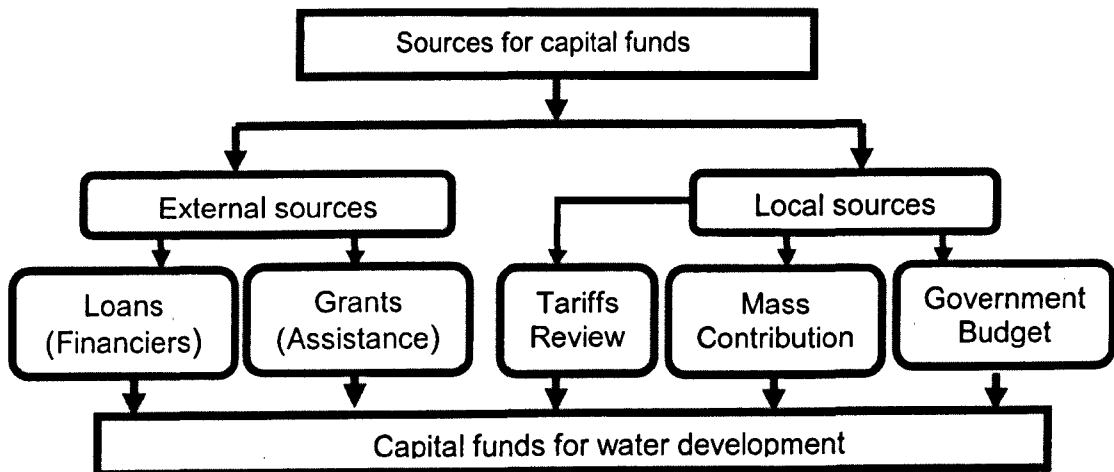 Sources for capital funds
External sources
Local sources
Loans
(Financiers)
Grants
(Assistance)
Tariffs
Review
Mass
Contribution
Government
Budget
Capital funds for water development